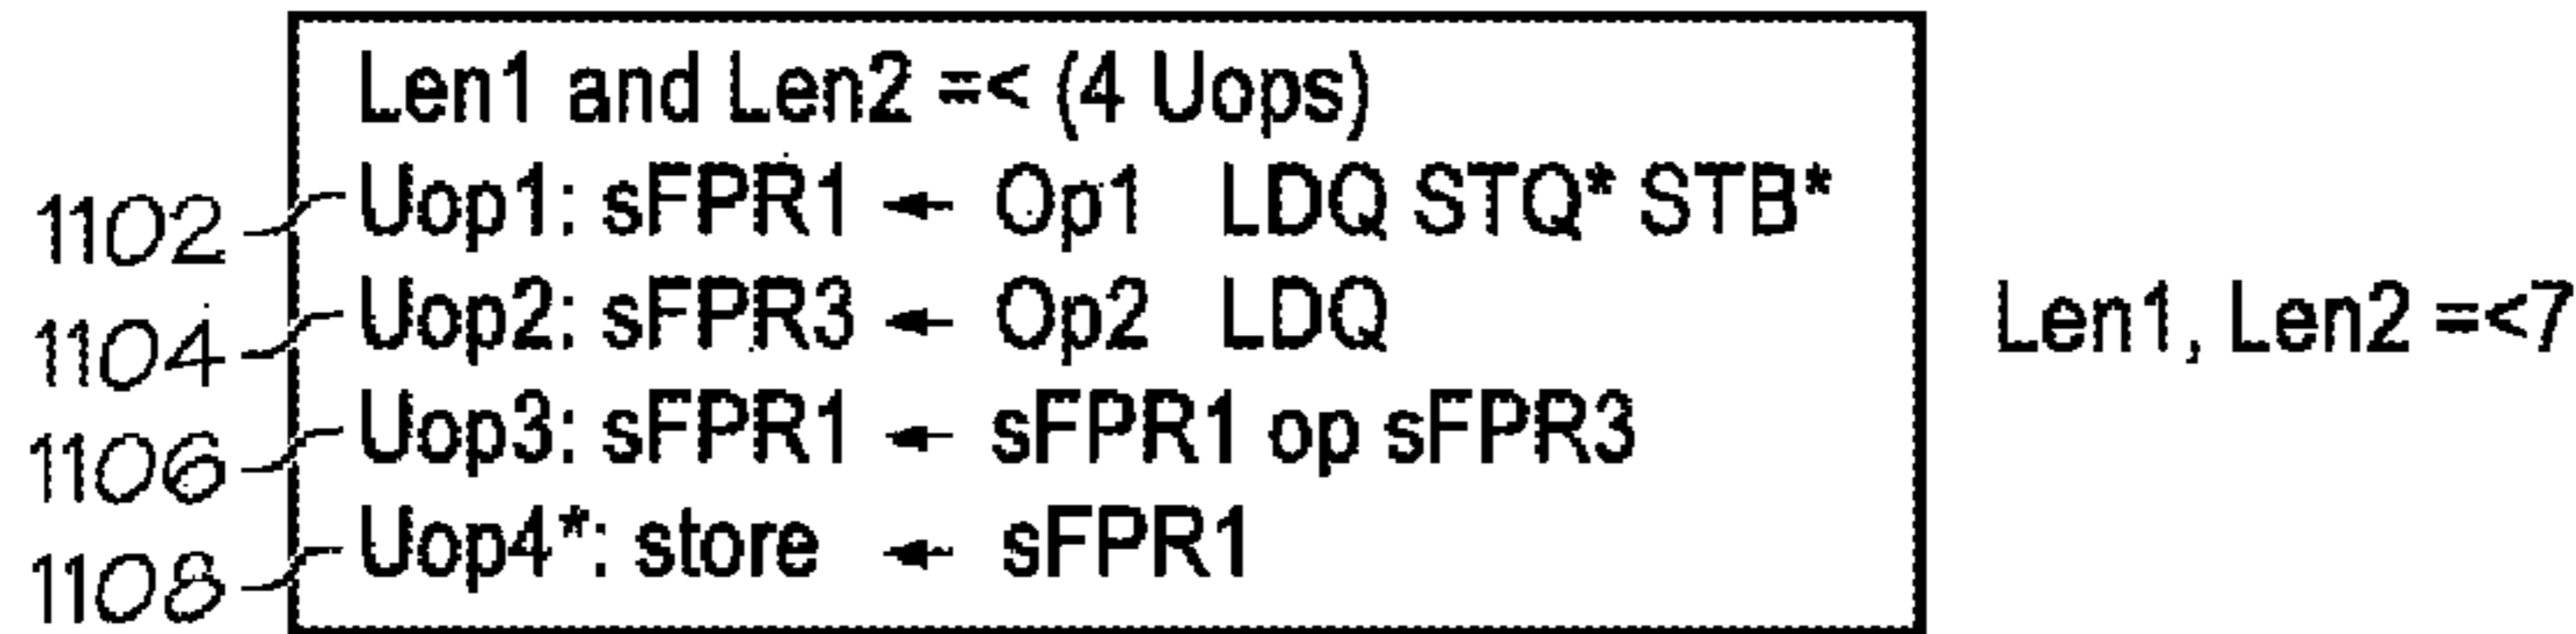 Len1 and Len2 =< (4 Uops)
1102 Uop1: sFPR1 ← Op1 LDQ STQ* STB*
1104 Uop2: sFPR3 ← Op2 LDQ
Len1, Len2 =<7
1106 Uop3: sFPR1 ← sFPR1 op sFPR3
1108 Uop4*: store ← sFPR1